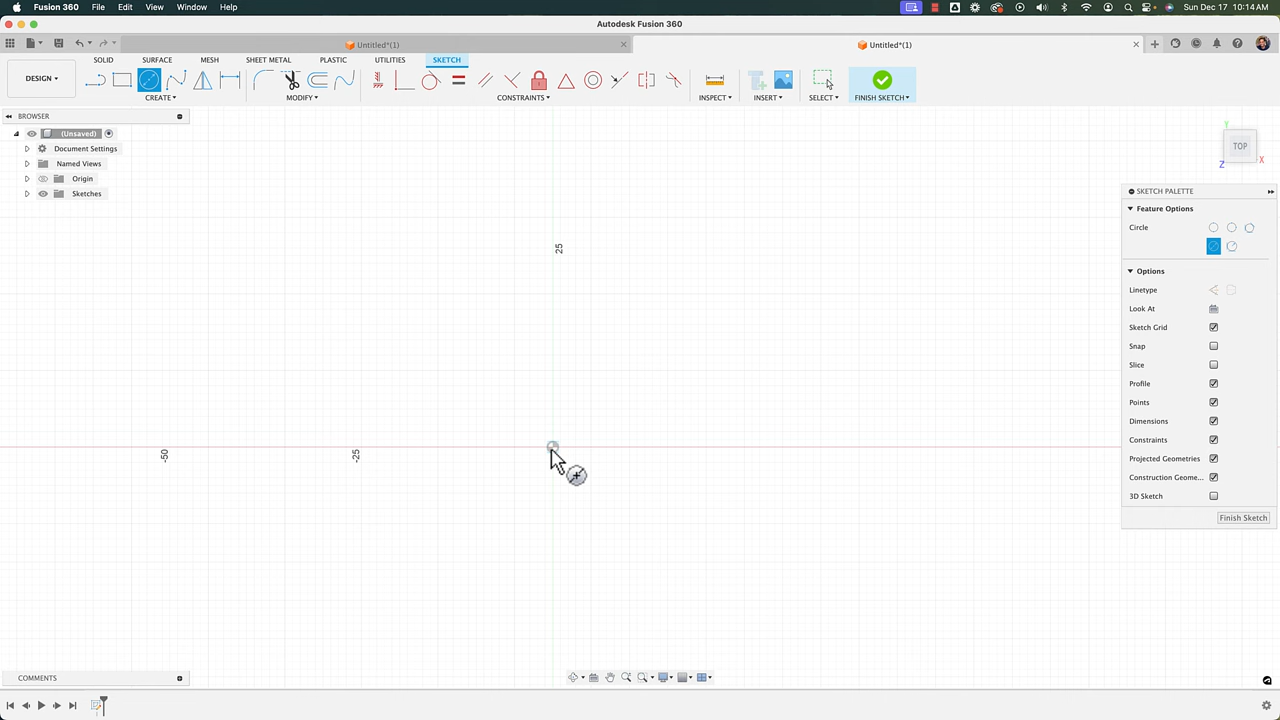 Fusion 360 File Edit View Window Help Sun Dec 17 10:14 AM
Autodesk Fusion 360
Untitled*(1) Untitled*(1)
SOLID SURFACE MESH SHEET METAL PLASTIC UTILITIES SKETCH
DESIGN
CREATE MODIFY CONSTRAINTS INSPECT INSERT SELECT FINISH SKETCH
BROWSER
(Unsaved)
Document Settings
Named Views
Origin
Sketches
TOP
Y
X
Z
SKETCH PALETTE
Feature Options
Circle
Options
Linetype
Look At
Sketch Grid
Snap
Slice
Profile
Points
Dimensions
Constraints
Projected Geometries
Construction Geome...
3D Sketch
Finish Sketch
25
-50 -25
COMMENTS